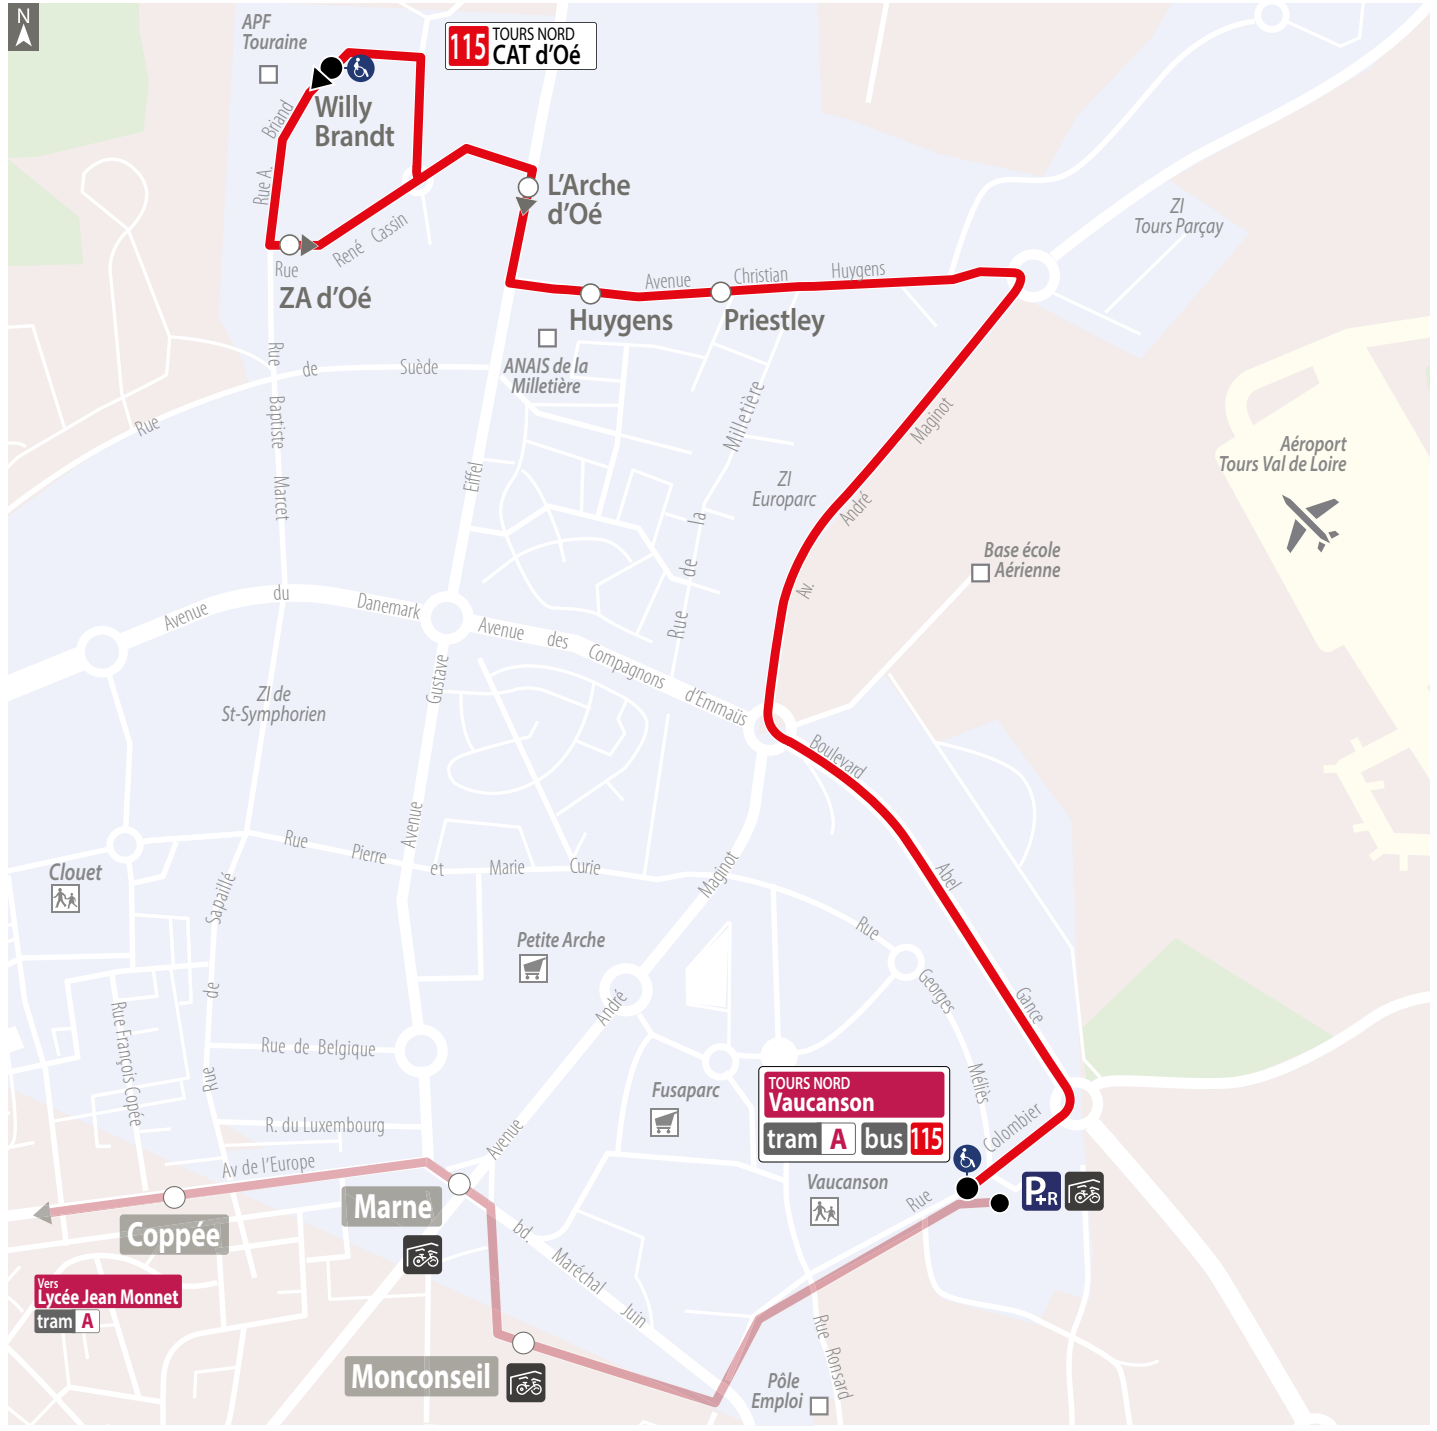 N
APF
Touraine
115
TOURS NORD
CAT d’Oé
Willy
Brandt
Rue A. Briand
L’Arche
d’Oé
ZI
Tours Parçay
Rue René Cassin
ZA d’Oé
Avenue Christian Huygens
Huygens
Priestley
ANAIS de la
Milletière
Rue de Suède
Rue Baptiste Marcet
Rue de la Milletière
Av. André Maginot
ZI
Europarc
Aéroport
Tours Val de Loire
Base école
Aérienne
Avenue du Danemark
Avenue Gustave Eiffel
Avenue des Compagnons d’Emmaüs
ZI de
St-Symphorien
Boulevard Abel Gance
Rue Pierre et Marie Curie
Clouet
Rue de Sapaillé
Avenue André Maginot
Petite Arche
Rue Georges Méliès
Rue François Copée
Rue de Belgique
R. du Luxembourg
Fusaparc
TOURS NORD
Vaucanson
tram A bus 115
Rue Colombier
Av de l’Europe
Vaucanson
P+R
Marne
Coppée
bd. Maréchal Juin
Vers
Lycée Jean Monnet
tram A
Rue Ronsard
Monconseil
Pôle
Emploi